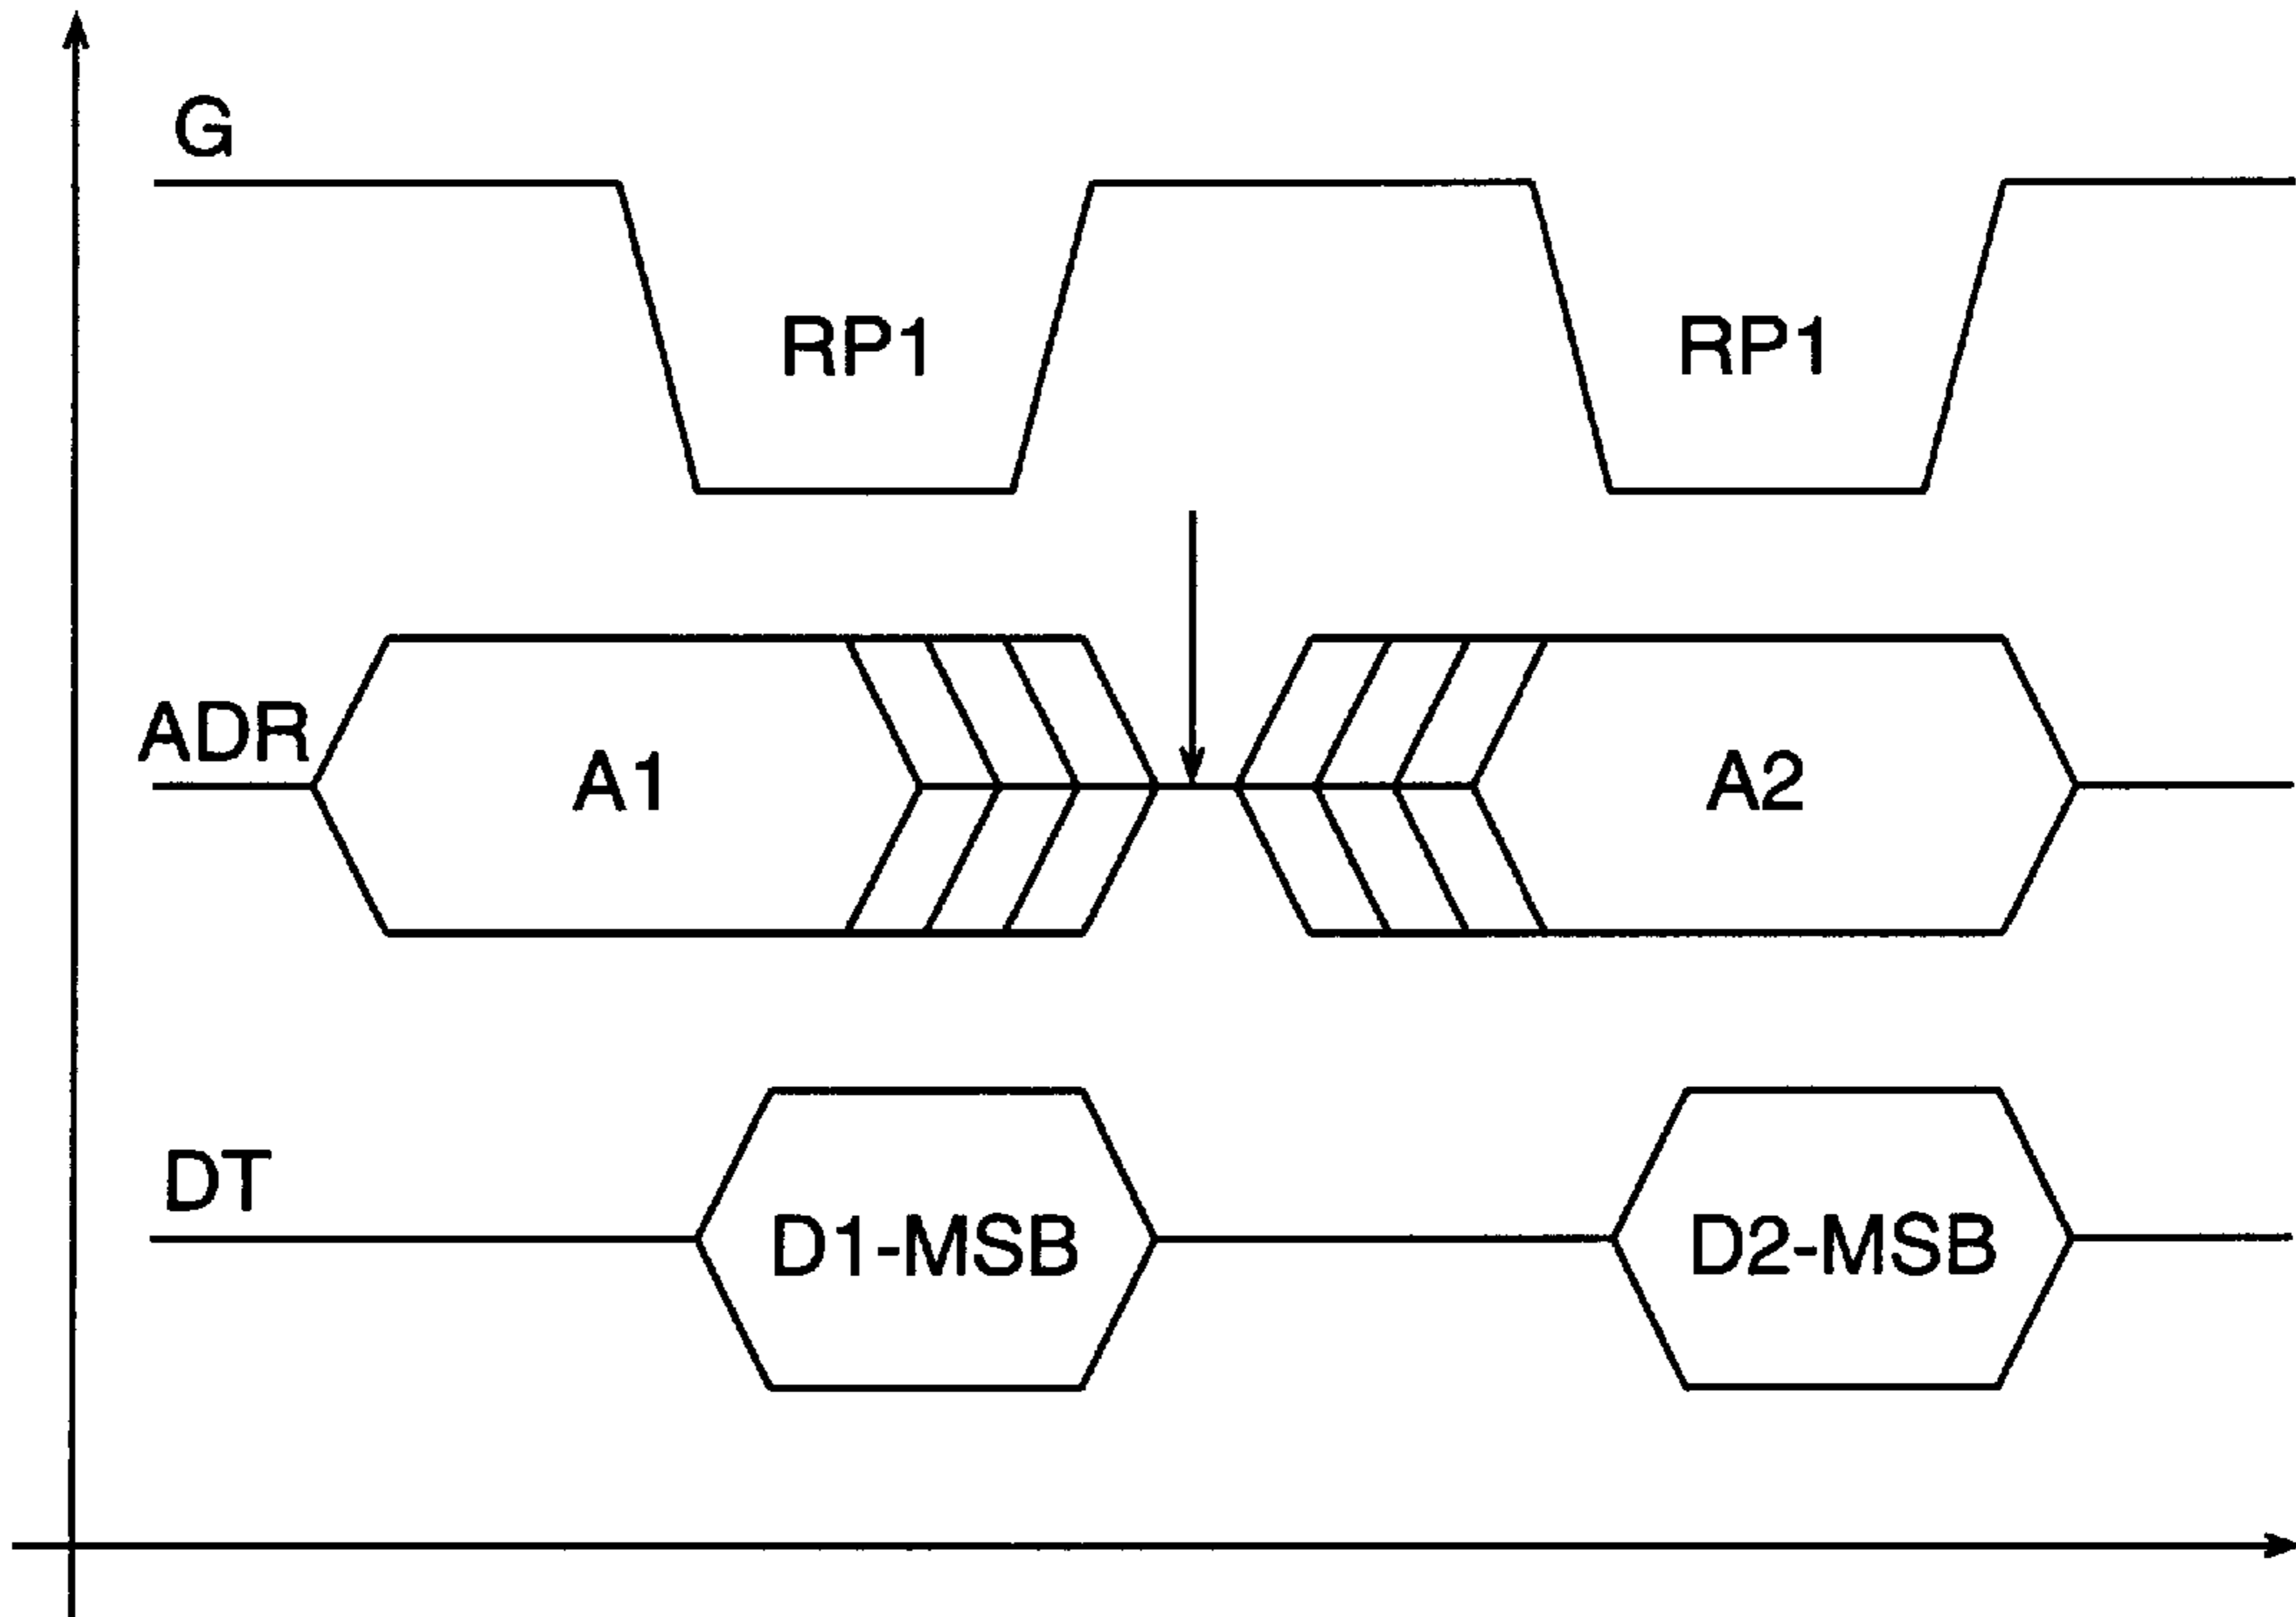 G
RP1 RP1
ADR
A1 A2
DT
D1-MSB D2-MSB